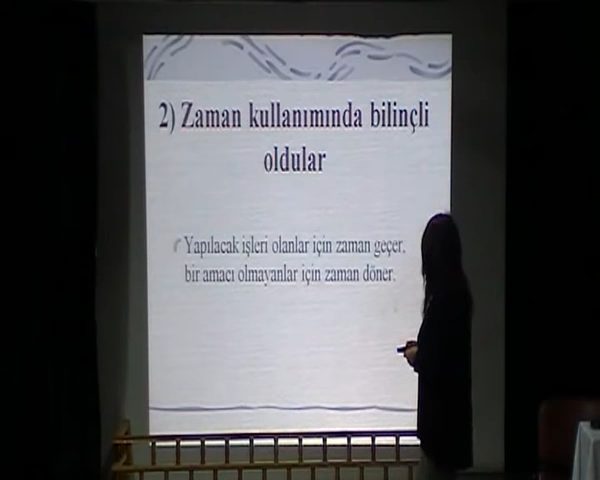 2) Zaman kullanımında bilinçli
oldular
Yapılacak işleri olanlar için zaman geçer,
bir amacı olmayanlar için zaman döner.